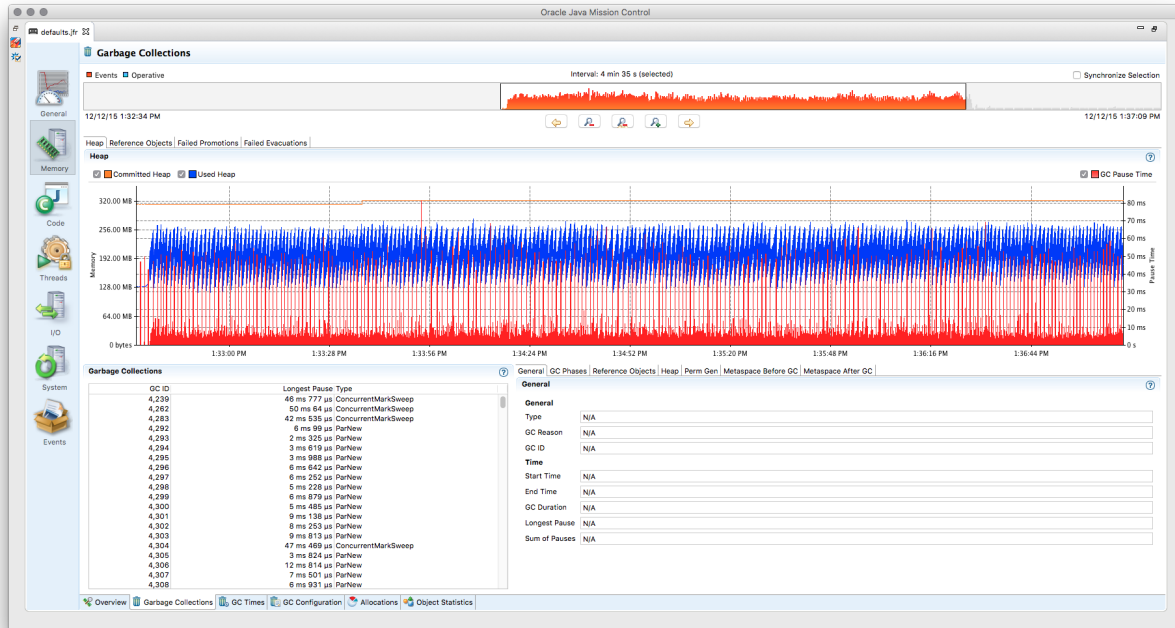 Oracle Java Mission Control
defaults.jfr
Garbage Collections
Events Operative Interval: 4 min 35 s (selected) Synchronize Selection
12/12/15 1:32:34 PM 12/12/15 1:37:09 PM
General
Memory
Code
Threads
I/O
System
Events
Heap Reference Objects Failed Promotions Failed Evacuations
Heap
Committed Heap Used Heap GC Pause Time
320.00 MB
256.00 MB
192.00 MB
128.00 MB
64.00 MB
0 bytes
Memory
80 ms
70 ms
60 ms
50 ms
40 ms
30 ms
20 ms
10 ms
0 s
Pause Time
1:33:00 PM 1:33:28 PM 1:33:56 PM 1:34:24 PM 1:34:52 PM 1:35:20 PM 1:35:48 PM 1:36:16 PM 1:36:44 PM
Garbage Collections
GC ID Longest Pause Type
4,239 46 ms 777 µs ConcurrentMarkSweep
4,262 50 ms 64 µs ConcurrentMarkSweep
4,283 42 ms 535 µs ConcurrentMarkSweep
4,292 6 ms 99 µs ParNew
4,293 2 ms 325 µs ParNew
4,294 3 ms 619 µs ParNew
4,295 3 ms 988 µs ParNew
4,296 6 ms 642 µs ParNew
4,297 6 ms 252 µs ParNew
4,298 5 ms 228 µs ParNew
4,299 6 ms 879 µs ParNew
4,300 5 ms 485 µs ParNew
4,301 9 ms 138 µs ParNew
4,302 8 ms 253 µs ParNew
4,303 9 ms 813 µs ParNew
4,304 47 ms 469 µs ConcurrentMarkSweep
4,305 3 ms 824 µs ParNew
4,306 12 ms 814 µs ParNew
4,307 7 ms 501 µs ParNew
4,308 6 ms 931 µs ParNew
General GC Phases Reference Objects Heap Perm Gen Metaspace Before GC Metaspace After GC
General
General
Type N/A
GC Reason N/A
GC ID N/A
Time
Start Time N/A
End Time N/A
GC Duration N/A
Longest Pause N/A
Sum of Pauses N/A
Overview Garbage Collections GC Times GC Configuration Allocations Object Statistics